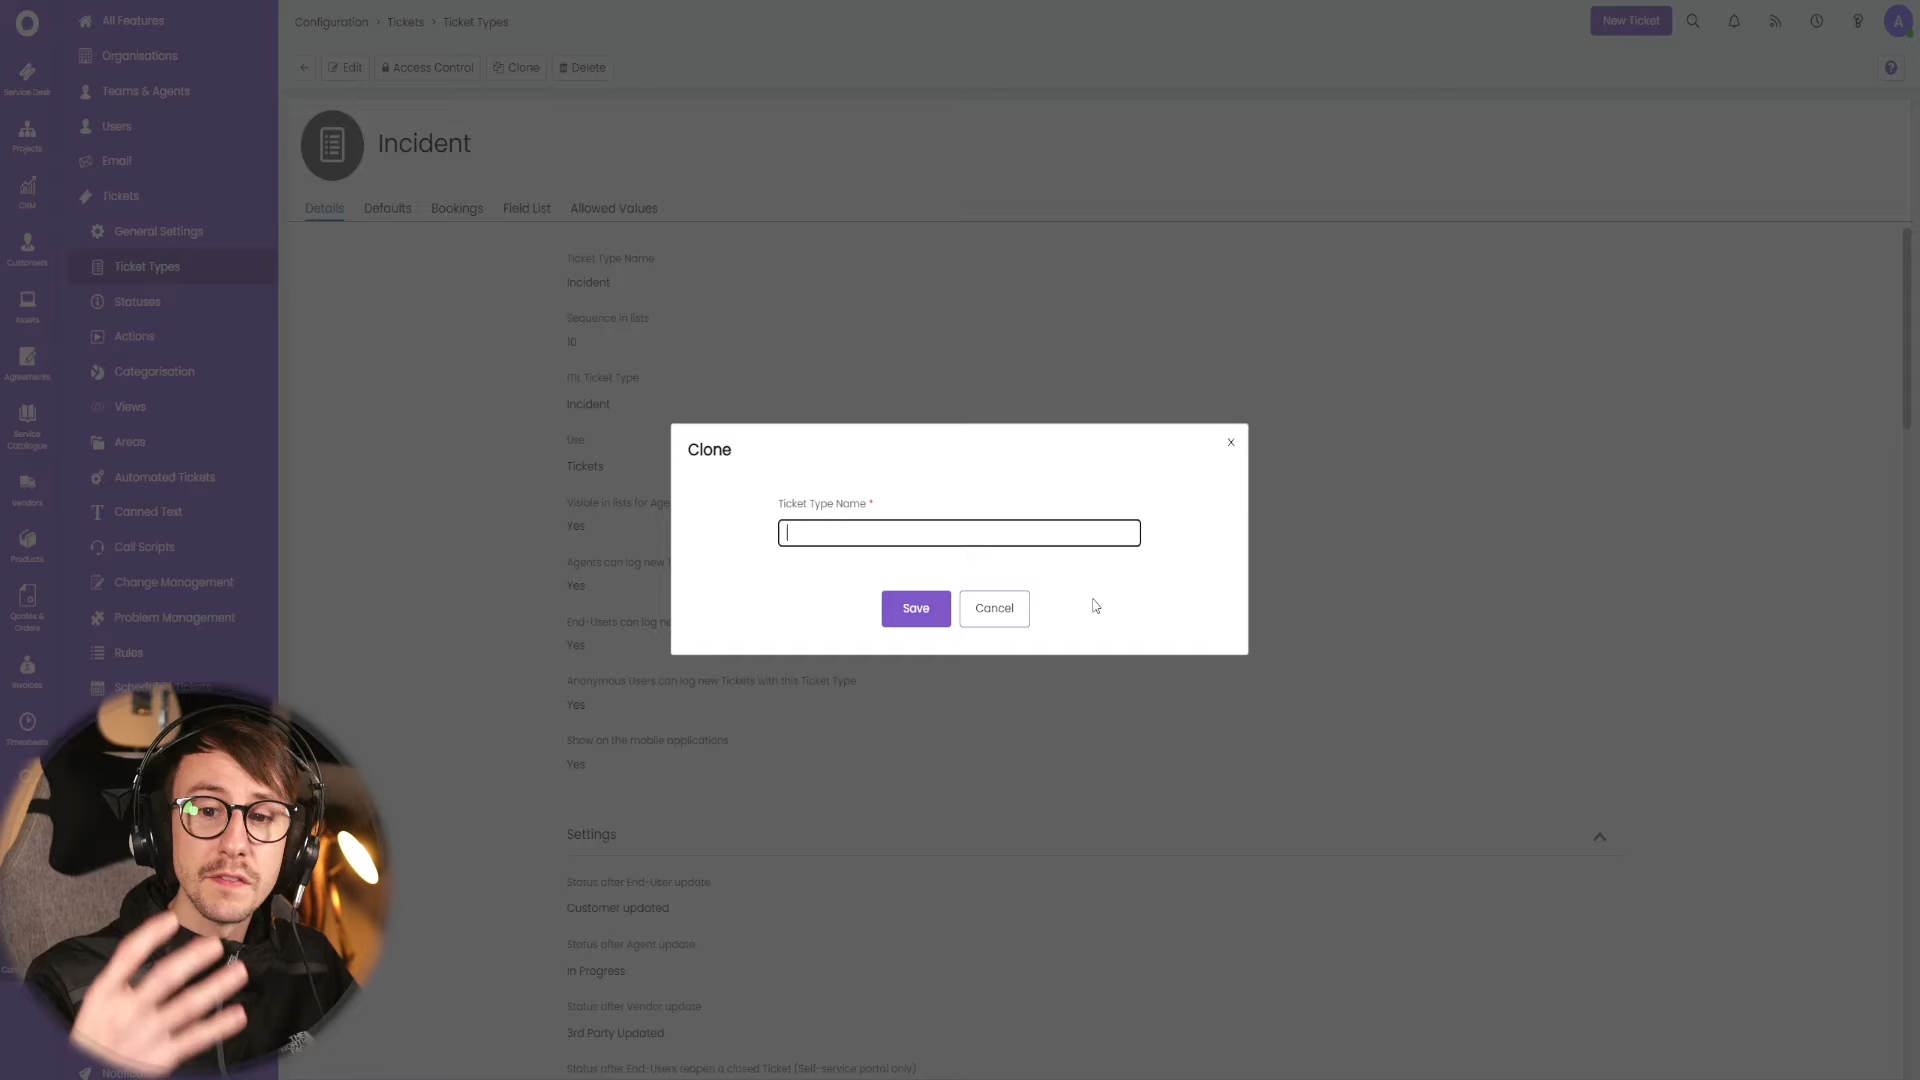 Configuration > Tickets > Ticket Types
New Ticket
A
Edit
Access Control
Clone
Delete
All Features
Organisations
Teams & Agents
Users
Email
Tickets
General Settings
Ticket Types
Statuses
Actions
Categorisation
Views
Areas
Automated Tickets
Canned Text
Call Scripts
Change Management
Problem Management
Rules
Service Desk
Projects
CRM
Customers
Assets
Agreements
Service
Catalogue
Vendors
Products
Quotes &
Orders
Invoices
Timesheets
Incident
Details
Defaults
Bookings
Field List
Allowed Values
Ticket Type Name
Incident
Sequence in lists
10
ITIL Ticket Type
Incident
Use
Tickets
Visible in lists for Age
Yes
Agents can log new
Yes
End-Users can log ne
Yes
Anonymous Users can log new Tickets with this Ticket Type
Yes
Show on the mobile applications
Yes
Clone
x
Ticket Type Name *
Save
Cancel
Settings
Status after End-User update
Customer updated
Status after Agent update
In Progress
Status after Vendor update
3rd Party Updated
Status after End-Users reopen a closed Ticket (Self-service portal only)